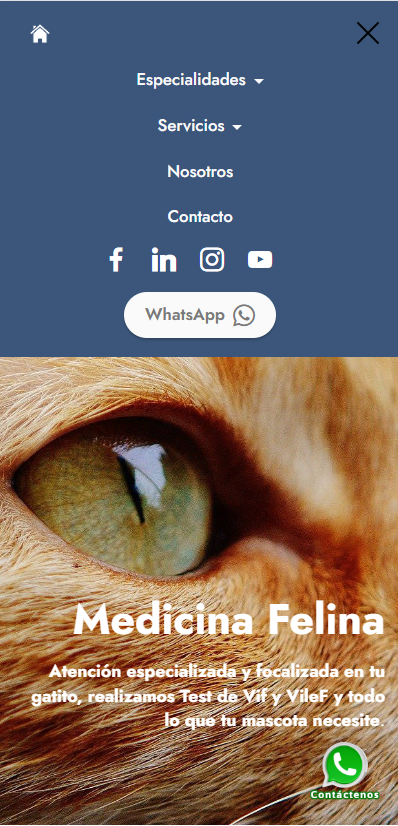 Especialidades
Servicios
Nosotros
Contacto
WhatsApp
Medicina Felina
Atención especializada y focalizada en tu
gatito, realizamos Test de Vif y VileF y todo
lo que tu mascota necesite.
Contáctenos